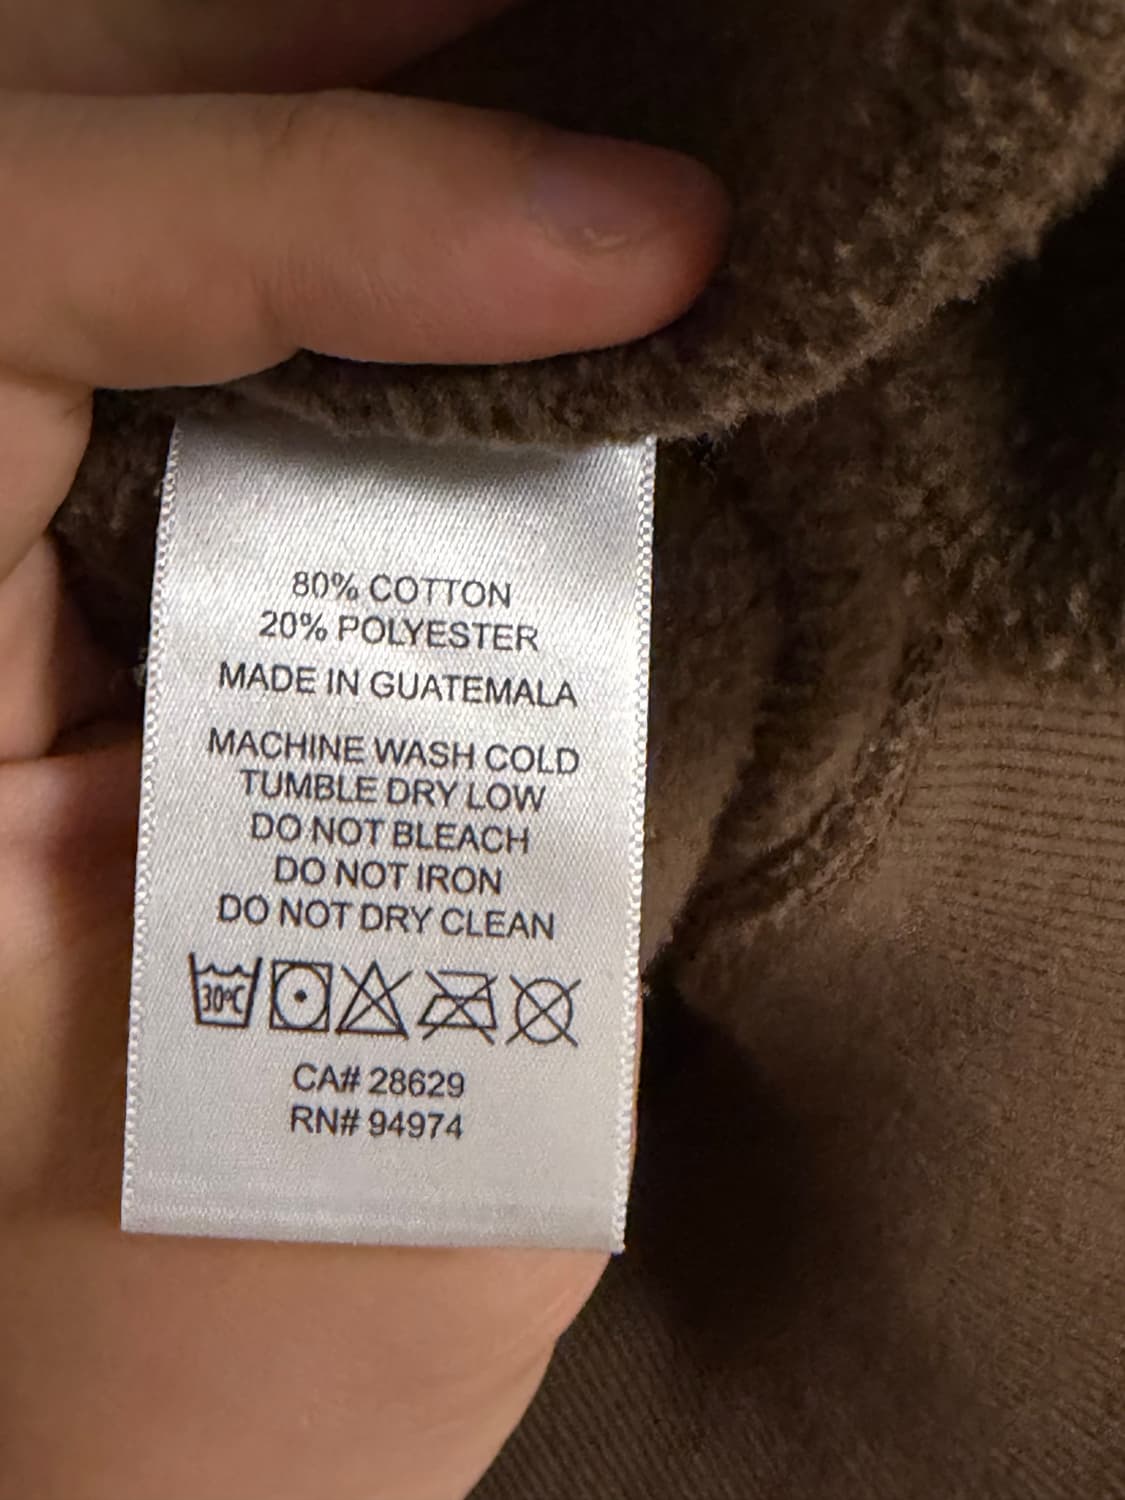 80% COTTON
20% POLYESTER
MADE IN GUATEMALA
MACHINE WASH COLD
TUMBLE DRY LOW
DO NOT BLEACH
DO NOT IRON
DO NOT DRY CLEAN
30°C
CA# 28629
RN# 94974